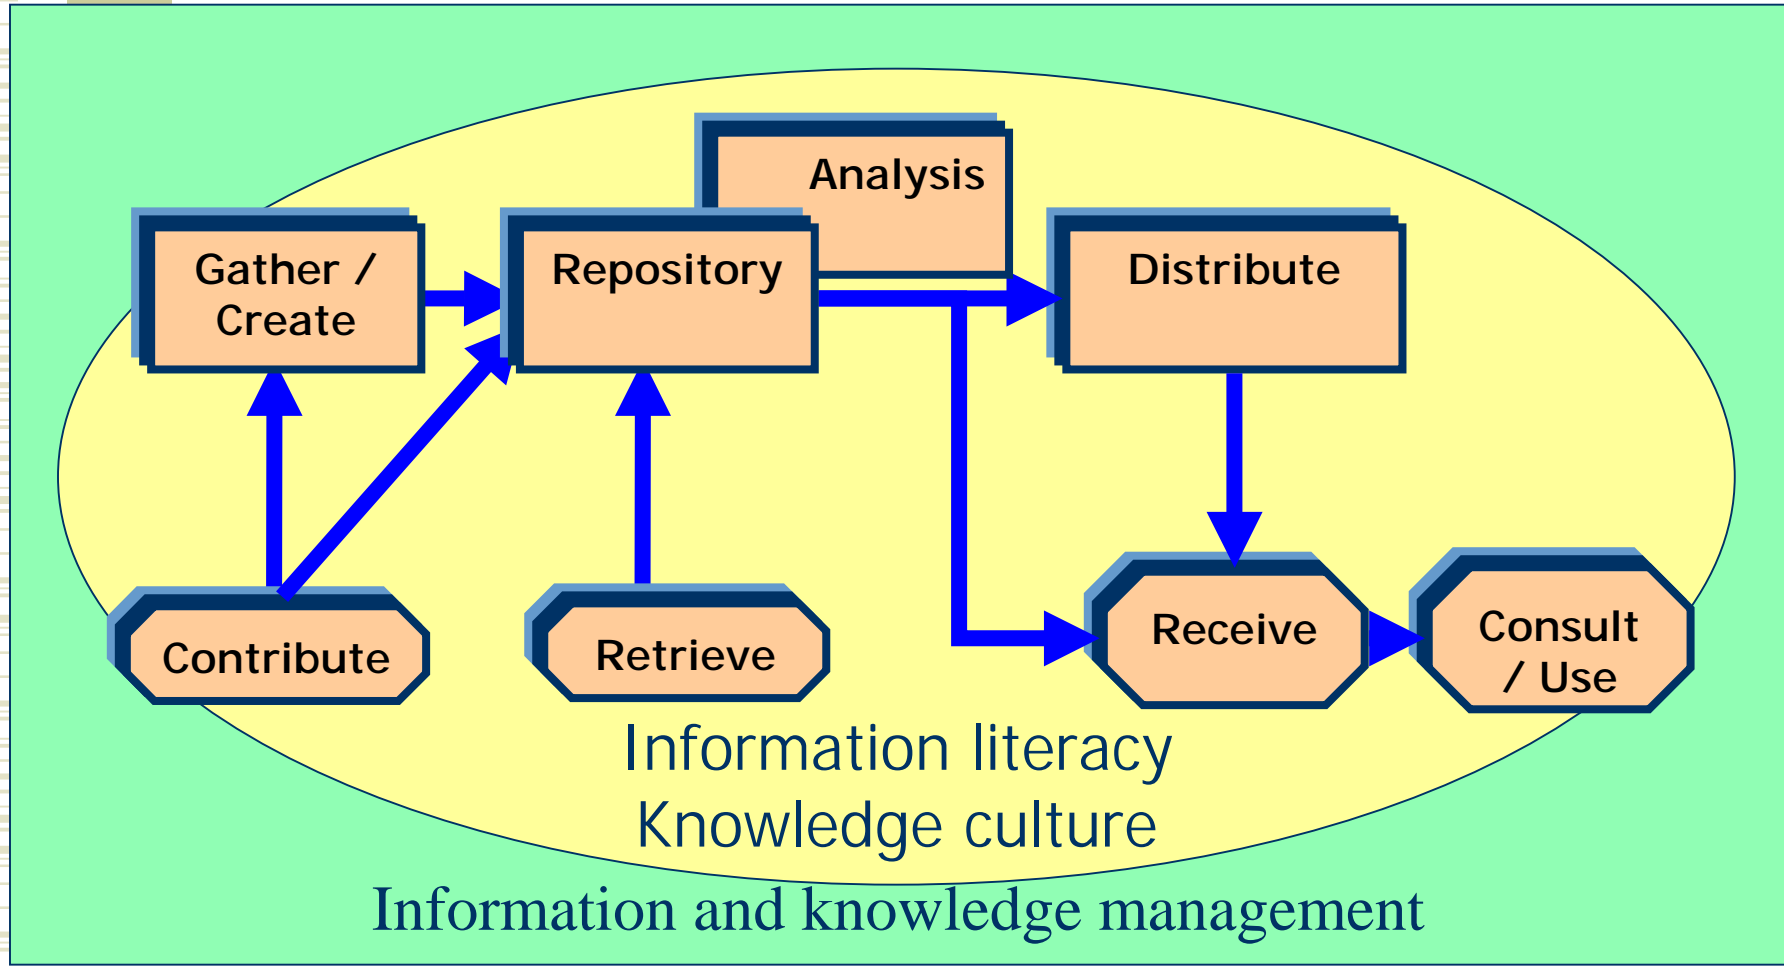 Analysis
Gather /
Create
Repository
Distribute
Contribute
Retrieve
Receive
Consult
/ Use
Information literacy
Knowledge culture
Information and knowledge management